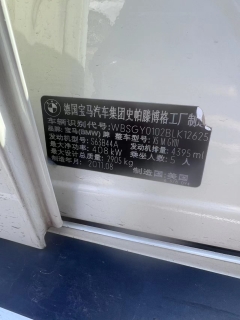 德国宝马汽车集团史帕滕博格工厂制造
车辆识别代号: WBSGY0102BLK12625
品牌: 宝马(BMW)牌 整车型号: X6 M GY01
发动机型号: S63B44A 发动机排量: 4395 ml
最大净功率: 408 kW 乘坐人数: 5 人
最大总质量: 2905 kg
制造年月: 2011.08 制造国: 美国